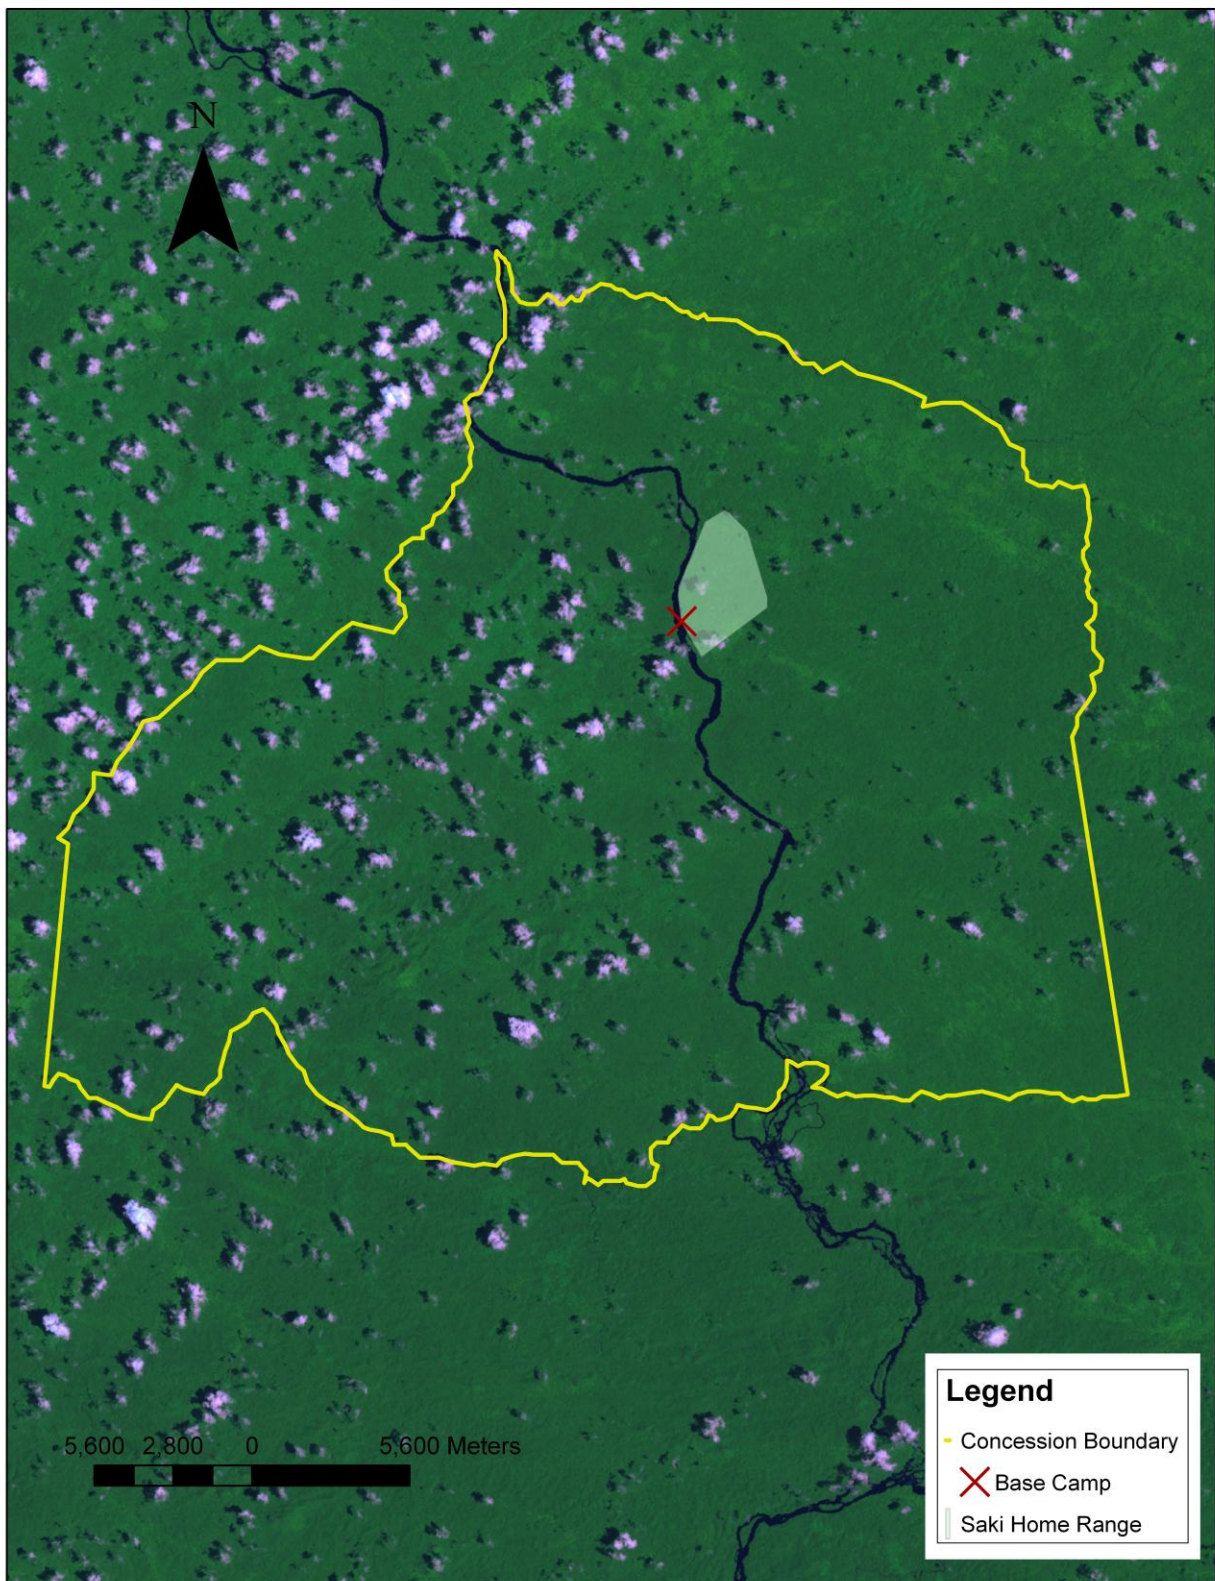 N
5,600 2,800 0 5,600 Meters
Legend
Concession Boundary
Base Camp
Saki Home Range